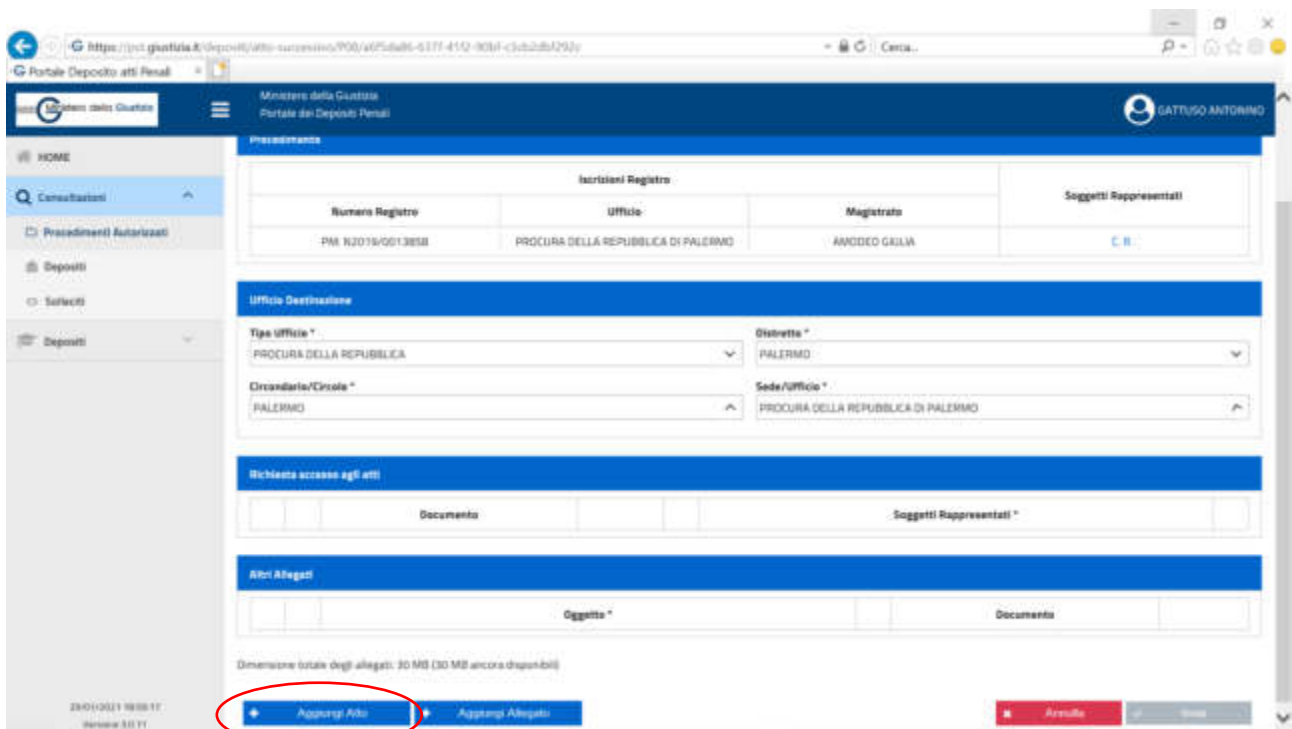 Cerca...
Portale Deposito atti Penali
Ministero della Giustizia
Ministero della Giustizia
Portale dei Depositi Penali
GATTUSO ANTONINO
HOME
Consultazioni
Procedimenti Autorizzati
Depositi
Solleciti
Depositi
Procedimento
Iscrizioni Registro
Soggetti Rappresentati
Numero Registro
Ufficio
Magistrato
PM: N2019/0013858
PROCURA DELLA REPUBBLICA DI PALERMO
AMODEO GIULIA
C. R.
Ufficio Destinazione
Tipo Ufficio *
Distretto *
PROCURA DELLA REPUBBLICA
PALERMO
Circondario/Circolo *
Sede/Ufficio *
PALERMO
PROCURA DELLA REPUBBLICA DI PALERMO
Richiesta accesso agli atti
Documento
Soggetti Rappresentati *
Altri Allegati
Oggetto *
Documento
Dimensione totale degli allegati: 30 MB (30 MB ancora disponibili)
Aggiungi Atto
Aggiungi Allegato
Annulla
Invia